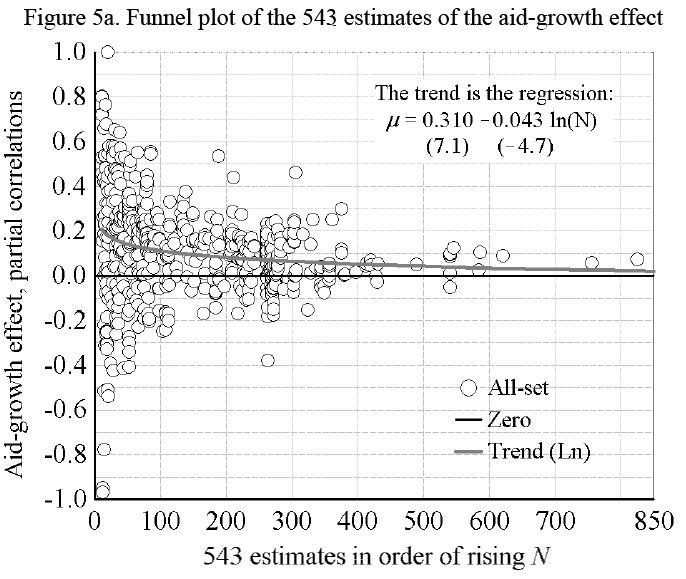 Figure 5a. Funnel plot of the 543 estimates of the aid-growth effect
Aid-growth effect, partial correlations
1.0
0.8
0.6
0.4
0.2
0.0
-0.2
-0.4
-0.6
-0.8
-1.0
The trend is the regression:
μ = 0.310 −0.043 ln(N)
(7.1) (−4.7)
All-set
Zero
Trend (Ln)
0 100 200 300 400 500 600 700 850
543 estimates in order of rising N